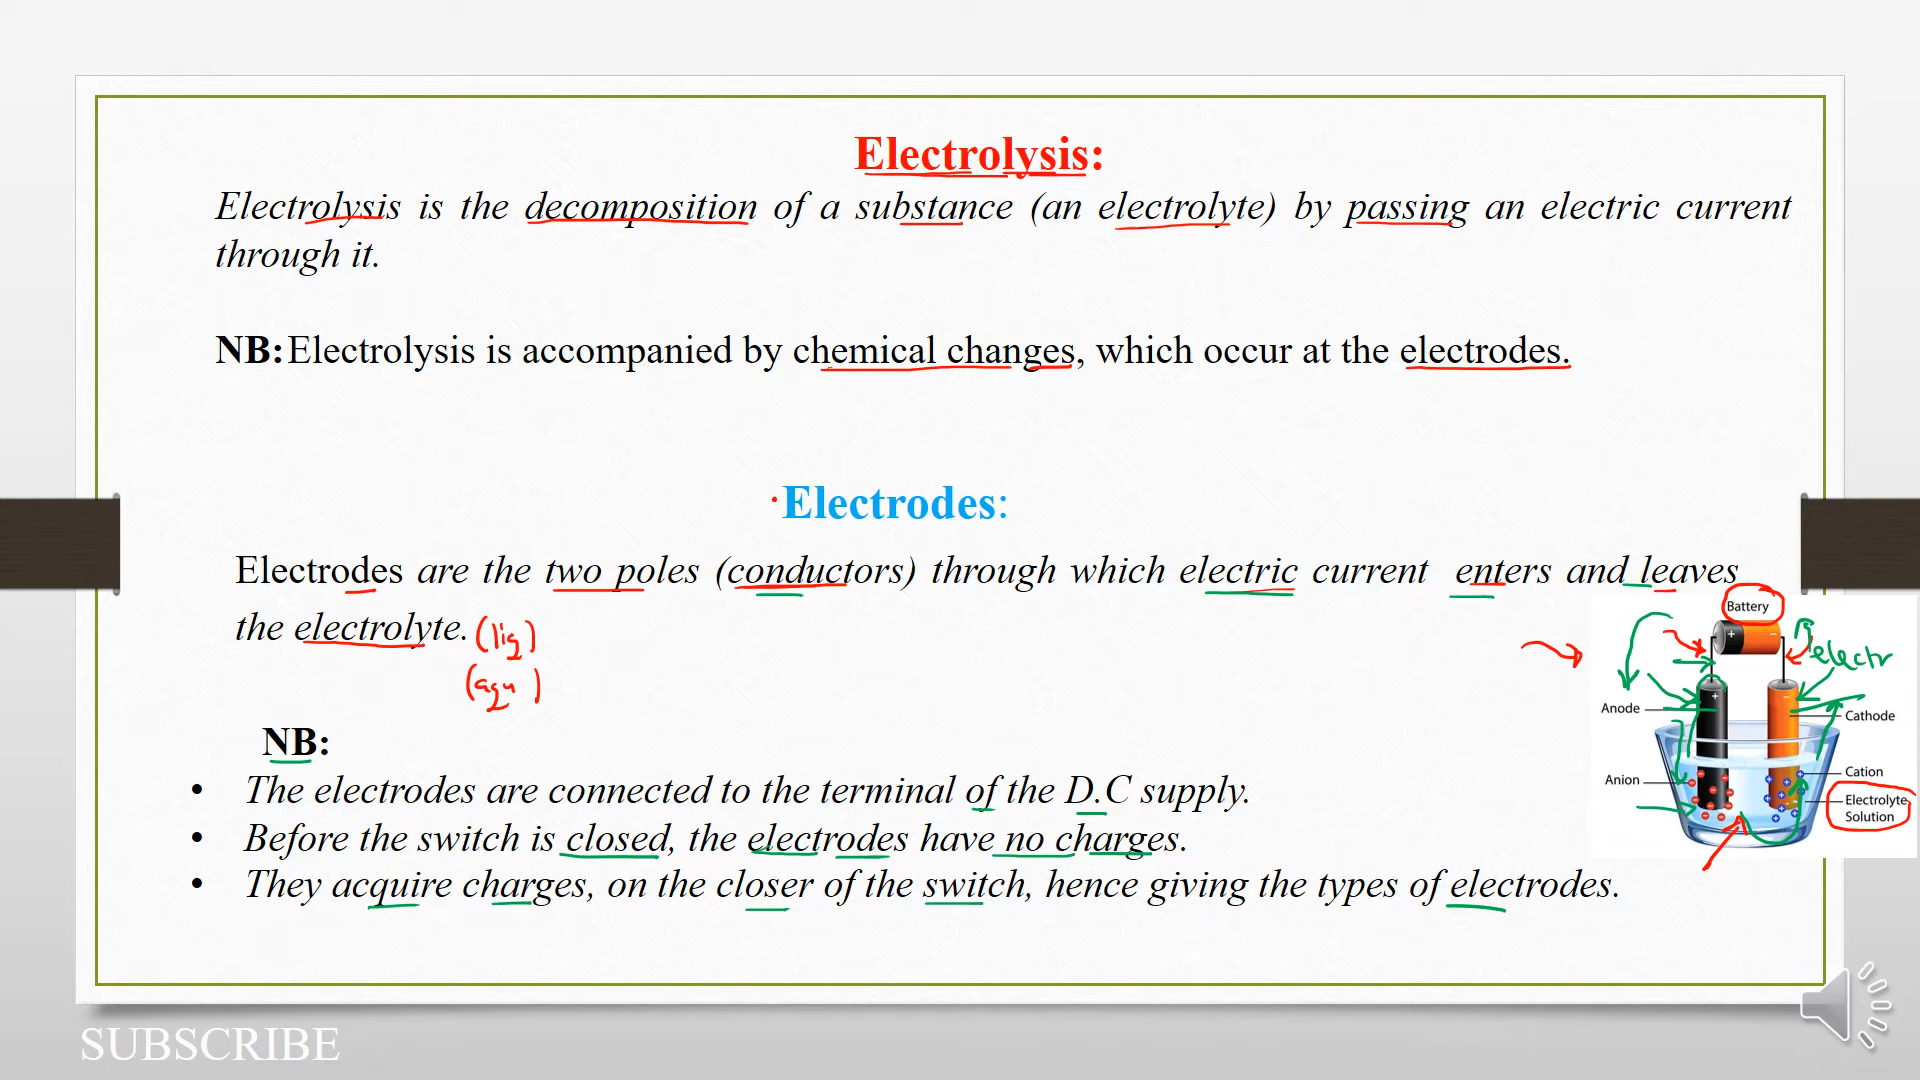 Electrolysis:
Electrolysis is the decomposition of a substance (an electrolyte) by passing an electric current
through it.
NB: Electrolysis is accompanied by chemical changes, which occur at the electrodes.
Electrodes:
Electrodes are the two poles (conductors) through which electric current enters and leaves
the electrolyte. (liq)
(aqu)
NB:
• The electrodes are connected to the terminal of the D.C supply.
• Before the switch is closed, the electrodes have no charges.
• They acquire charges, on the closer of the switch, hence giving the types of electrodes.
Battery
+ −
electr
+ −
Anode
Cathode
Anion
Cation
Electrolyte
Solution
SUBSCRIBE